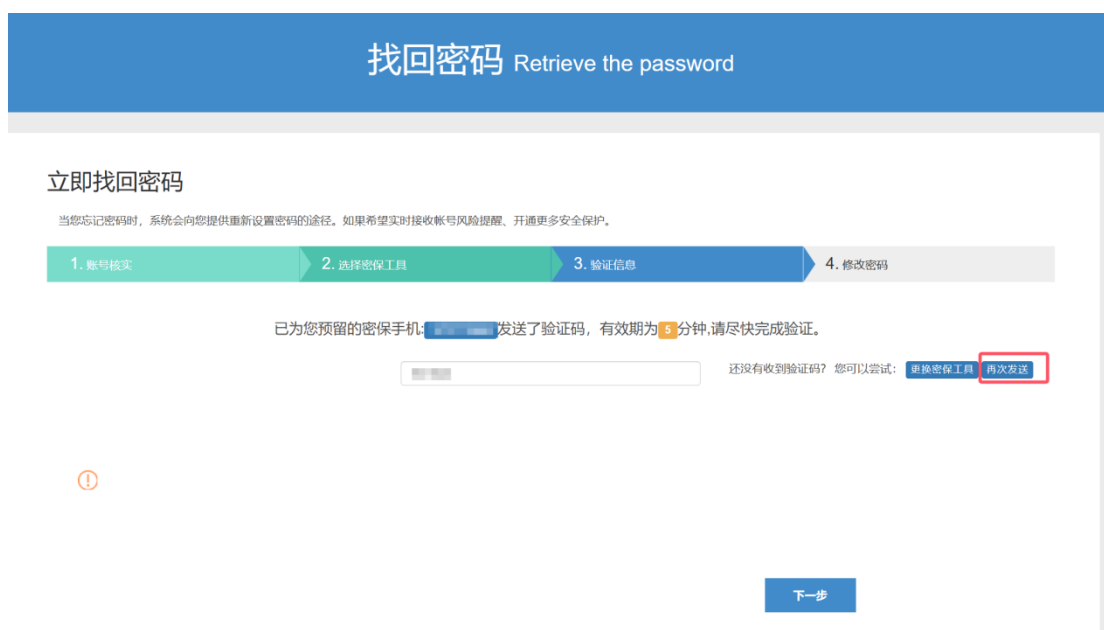 找回密码 Retrieve the password
立即找回密码
当您忘记密码时，系统会向您提供重新设置密码的途径。如果希望实时接收帐号风险提醒、开通更多安全保护。
1. 账号核实 2. 选择密保工具 3. 验证信息 4. 修改密码
已为您预留的密保手机: 发送了验证码，有效期为 5 分钟,请尽快完成验证。
还没有收到验证码？您可以尝试： 更换密保工具 再次发送
下一步